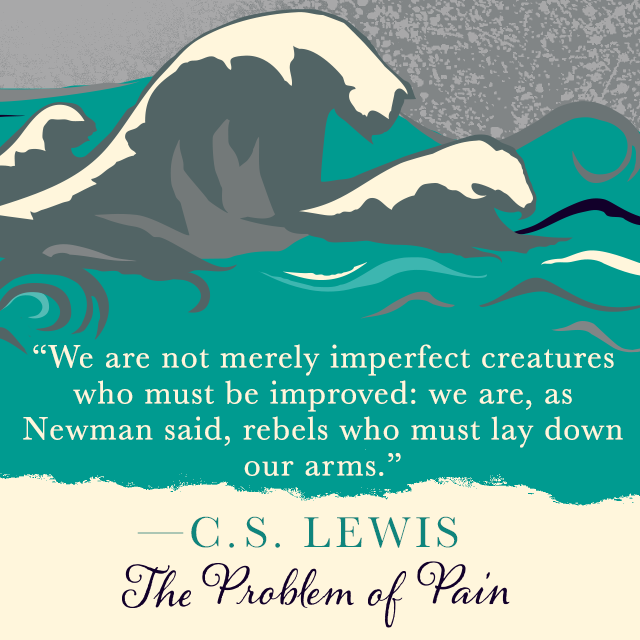 “We are not merely imperfect creatures
who must be improved: we are, as
Newman said, rebels who must lay down
our arms.”
—C.S. LEWIS
The Problem of Pain